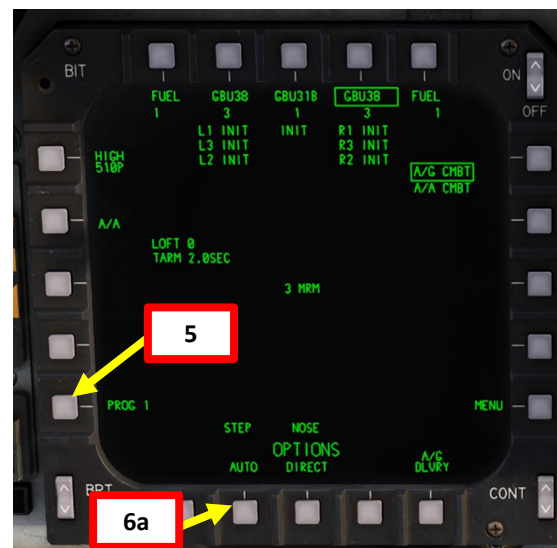 BIT
ON
OFF
FUEL GBU38 GBU31B GBU38 FUEL
1 3 1 3 1
L1 INIT INIT R1 INIT
L3 INIT R3 INIT
L2 INIT R2 INIT
HIGH
510P
A/G CMBT
A/A CMBT
A/A
LOFT 0
TARM 2.0SEC
3 MRM
5
PROG 1
MENU
STEP NOSE
OPTIONS
AUTO DIRECT
A/G
DLVRY
BRT
CONT
6a